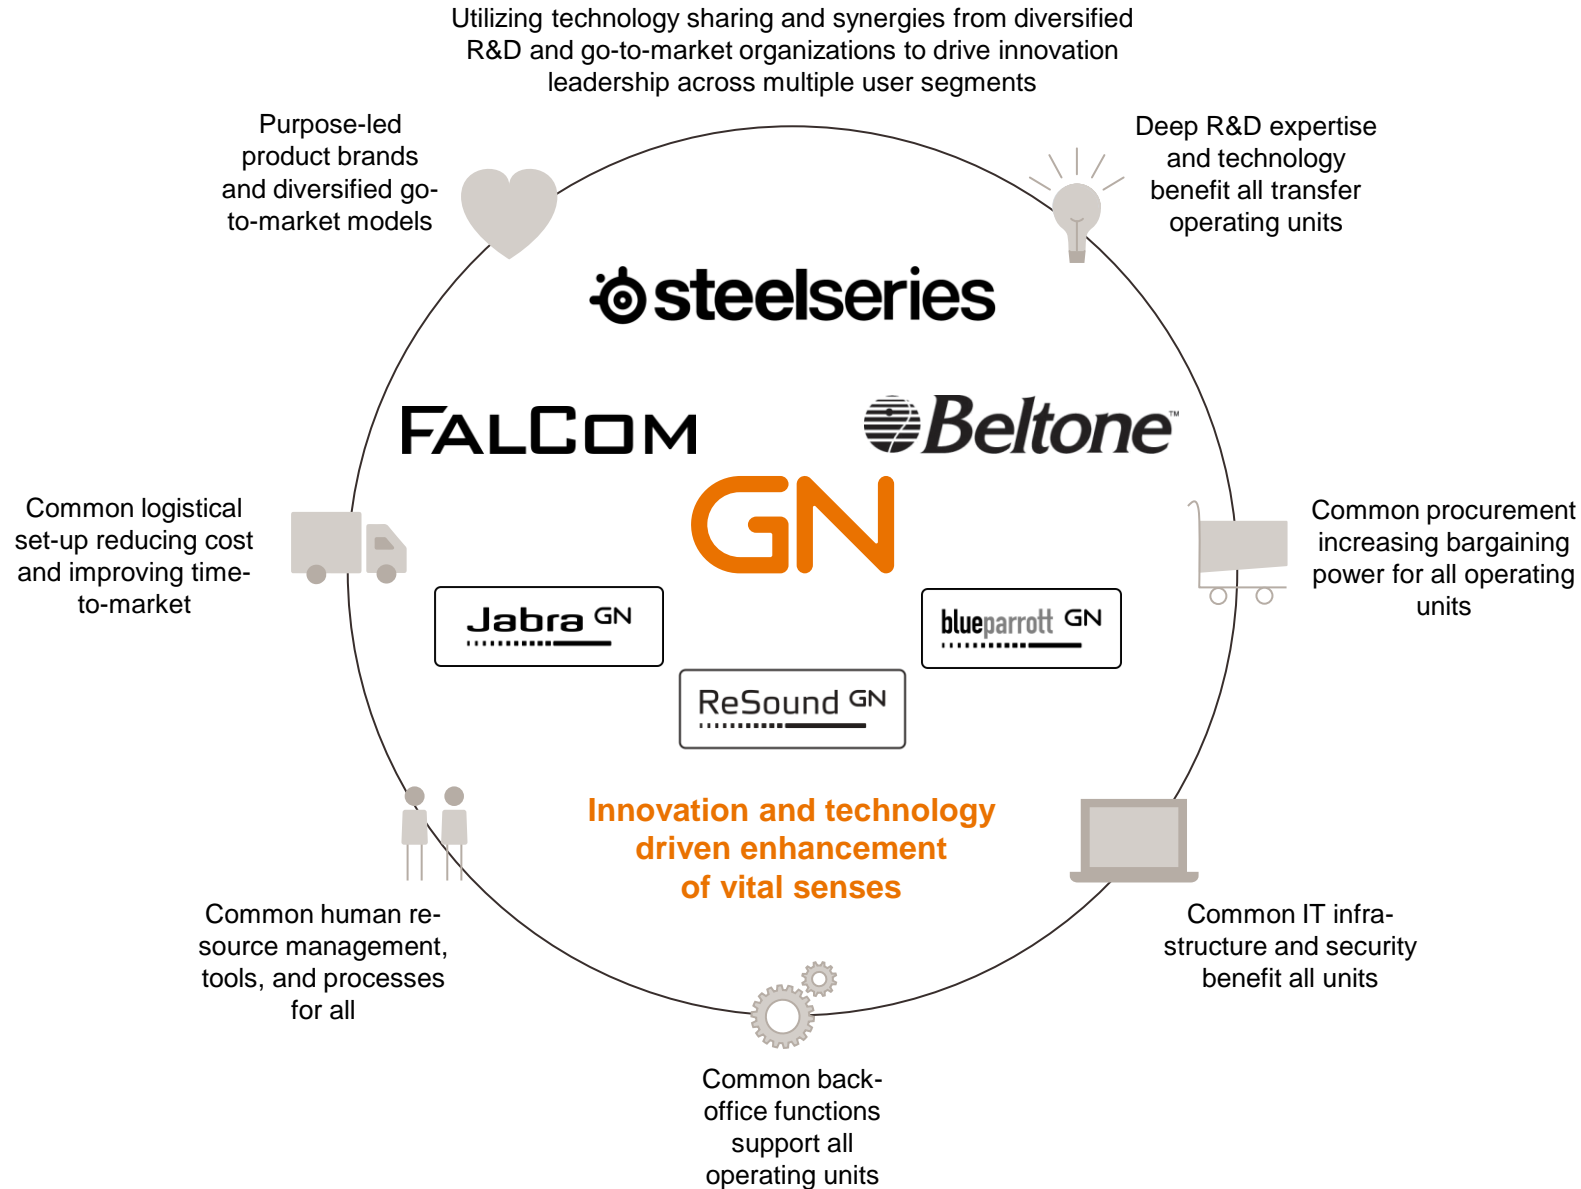 Utilizing technology sharing and synergies from diversified
R&D and go-to-market organizations to drive innovation
leadership across multiple user segments
Purpose-led
product brands
and diversified go-
to-market models
Deep R&D expertise
and technology
benefit all transfer
operating units
steelseries
FALCOM
Beltone™
GN
Common logistical
set-up reducing cost
and improving time-
to-market
Common procurement
increasing bargaining
power for all operating
units
Jabra GN
blueparrott GN
ReSound GN
Innovation and technology
driven enhancement
of vital senses
Common human re-
source management,
tools, and processes
for all
Common IT infra-
structure and security
benefit all units
Common back-
office functions
support all
operating units